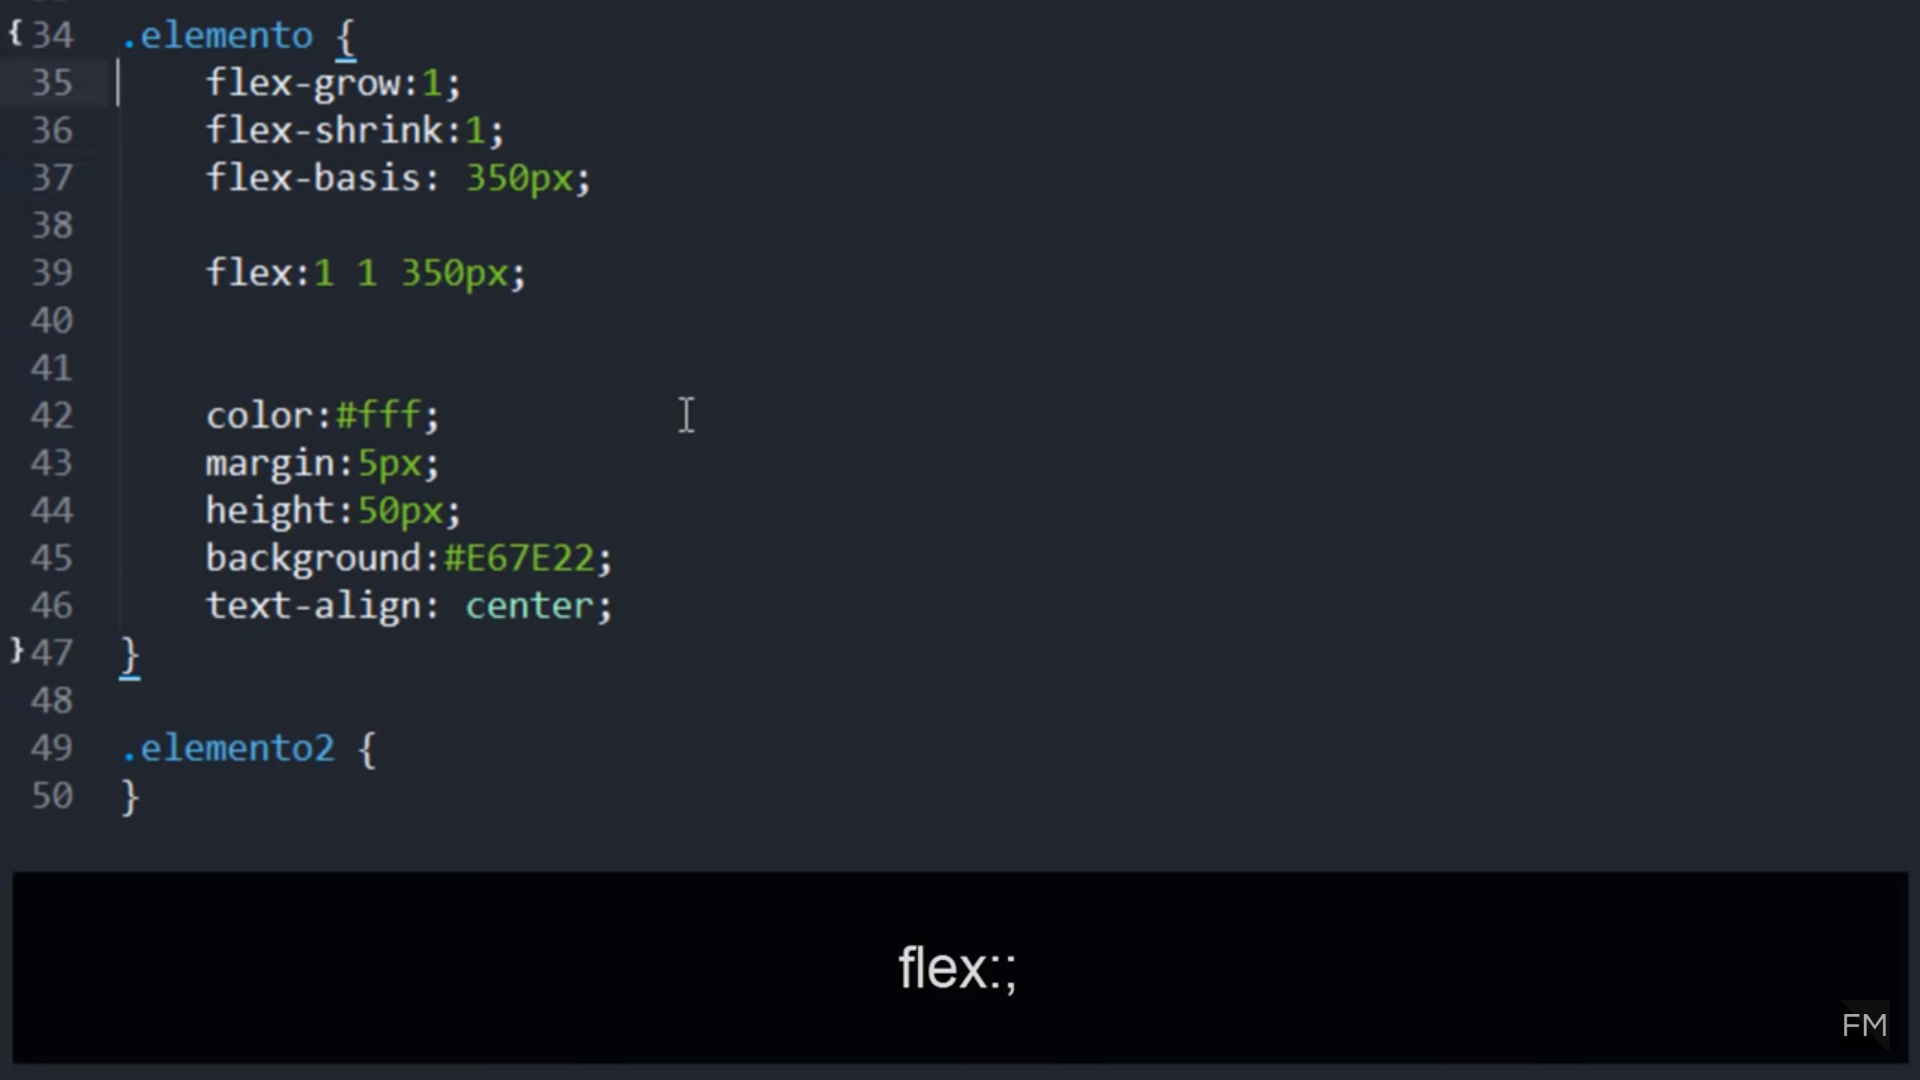 { 34 .elemento {
35 flex-grow:1;
36 flex-shrink:1;
37 flex-basis: 350px;
38
39 flex:1 1 350px;
40
41
42 color:#fff;
43 margin:5px;
44 height:50px;
45 background:#E67E22;
46 text-align: center;
} 47 }
48
49 .elemento2 {
50 }
flex:;
FM